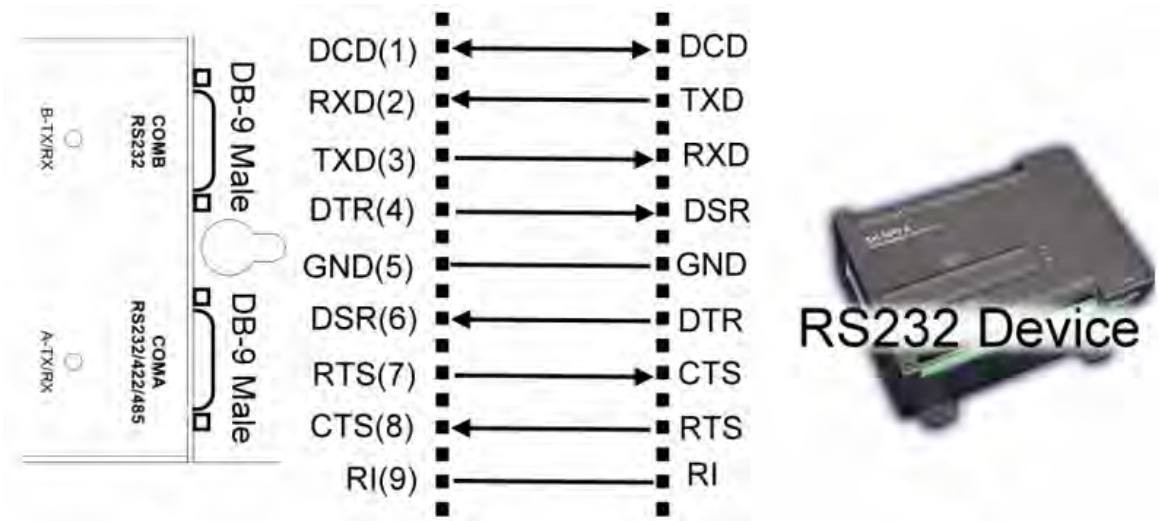 B-TX/RX
COMB
RS232
DB-9 Male
A-TX/RX
COMA
RS232/422/485
DB-9 Male
DCD(1) DCD
RXD(2) TXD
TXD(3) RXD
DTR(4) DSR
GND(5) GND
DSR(6) DTR
RTS(7) CTS
CTS(8) RTS
RI(9) RI
RS232 Device